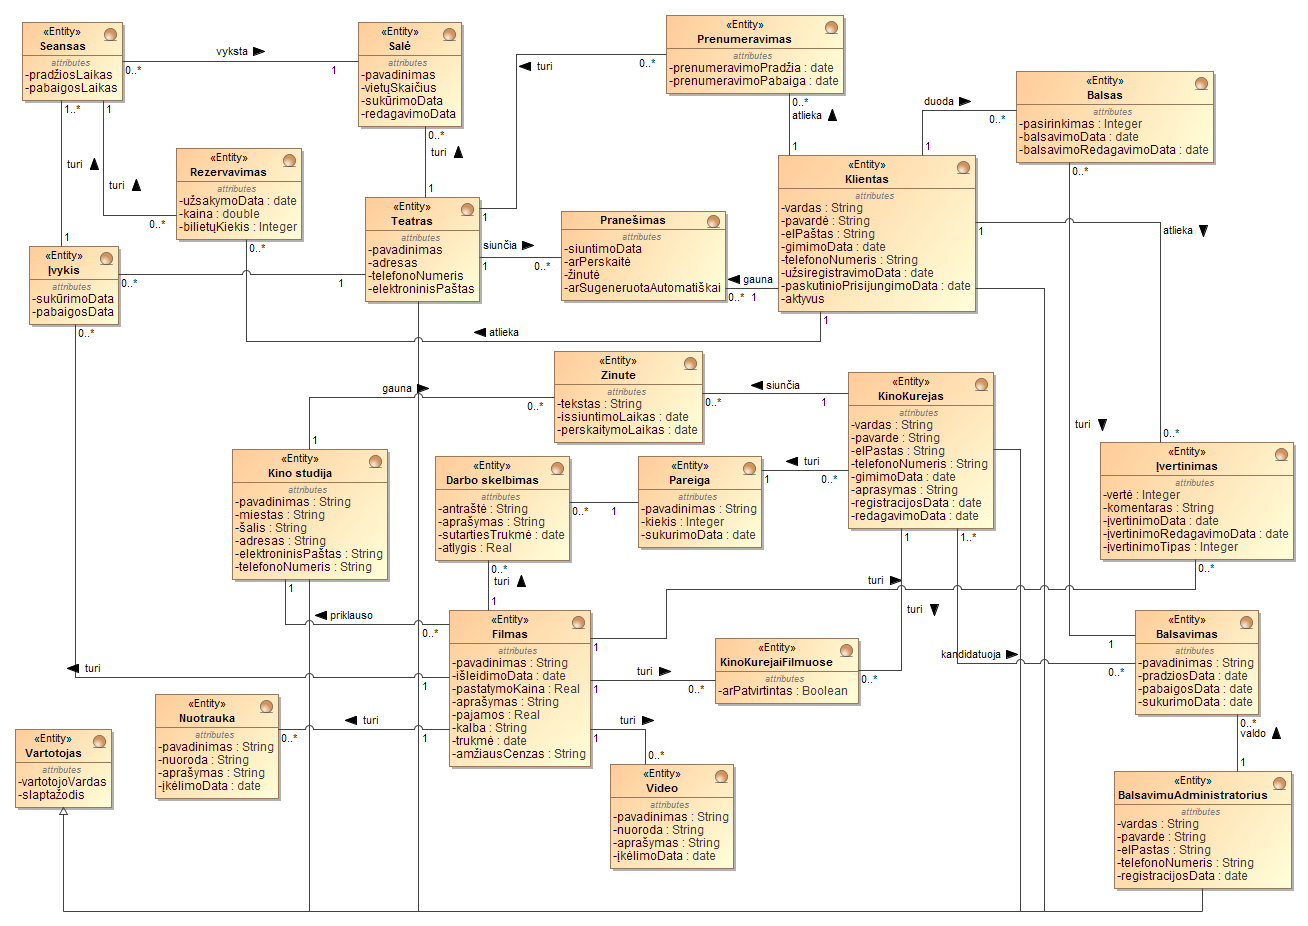 «Entity»
Seansas
attributes
-pradžiosLaikas
-pabaigosLaikas
vyksta
0..*
1
1..*
1
«Entity»
Salė
attributes
-pavadinimas
-vietųSkaičius
-sukūrimoData
-redagavimoData
0..*
turi
1
«Entity»
Prenumeravimas
attributes
-prenumeravimoPradžia : date
-prenumeravimoPabaiga : date
turi
0..*
0..*
atlieka
1
«Entity»
Balsas
attributes
-pasirinkimas : Integer
-balsavimoData : date
-balsavimoRedagavimoData : date
duoda
0..*
1
0..*
turi
turi
0..*
1
«Entity»
Rezervavimas
attributes
-užsakymoData : date
-kaina : double
-bilietųKiekis : Integer
0..*
«Entity»
Teatras
attributes
-pavadinimas
-adresas
-telefonoNumeris
-elektroninisPaštas
1
siunčia
1
0..*
«Entity»
Pranešimas
attributes
-siuntimoData
-arPerskaitė
-žinutė
-arSugeneruotaAutomatiškai
gauna
0..*
1
«Entity»
Klientas
attributes
-vardas : String
-pavardė : String
-elPaštas : String
-gimimoData : date
-telefonoNumeris : String
-užsiregistravimoData : date
-paskutinioPrisijungimoData : date
-aktyvus
1
atlieka
1
«Entity»
Įvykis
attributes
-sukūrimoData
-pabaigosData
0..*
1
0..*
atlieka
«Entity»
Zinute
attributes
-tekstas : String
-issiuntimoLaikas : date
-perskaitymoLaikas : date
gauna
0..*
1
siunčia
0..*
1
«Entity»
KinoKurejas
attributes
-vardas : String
-pavarde : String
-elPastas : String
-telefonoNumeris : String
-gimimoData : date
-aprasymas : String
-registracijosData : date
-redagavimoData : date
1
1..*
turi
0..*
«Entity»
Įvertinimas
attributes
-vertė : Integer
-komentaras : String
-įvertinimoData : date
-įvertinimoRedagavimoData : date
-įvertinimoTipas : Integer
0..*
«Entity»
Kino studija
attributes
-pavadinimas : String
-miestas : String
-šalis : String
-adresas : String
-elektroninisPaštas : String
-telefonoNumeris : String
1
«Entity»
Darbo skelbimas
attributes
-antraštė : String
-aprašymas : String
-sutartiesTrukmė : date
-atlygis : Real
0..*
1
0..*
turi
1
«Entity»
Pareiga
attributes
-pavadinimas : String
-kiekis : Integer
-sukurimoData : date
turi
1
0..*
priklauso
0..*
«Entity»
Filmas
attributes
-pavadinimas : String
-išleidimoData : date
-pastatymoKaina : Real
-aprašymas : String
-pajamos : Real
-kalba : String
-trukmė : date
-amžiausCenzas : String
turi
1
1
turi
turi
1
0..*
«Entity»
KinoKurejaiFilmuose
attributes
-arPatvirtintas : Boolean
0..*
turi
kandidatuoja
0..*
1
«Entity»
Balsavimas
attributes
-pavadinimas : String
-pradziosData : date
-pabaigosData : date
-sukurimoData : date
0..*
valdo
1
«Entity»
Nuotrauka
attributes
-pavadinimas : String
-nuoroda : String
-aprašymas : String
-įkėlimoData : date
turi
0..*
1
turi
1
0..*
«Entity»
Video
attributes
-pavadinimas : String
-nuoroda : String
-aprašymas : String
-įkėlimoData : date
«Entity»
Vartotojas
attributes
-vartotojoVardas
-slaptažodis
«Entity»
BalsavimuAdministratorius
attributes
-vardas : String
-pavarde : String
-elPastas : String
-telefonoNumeris : String
-registracijosData : date